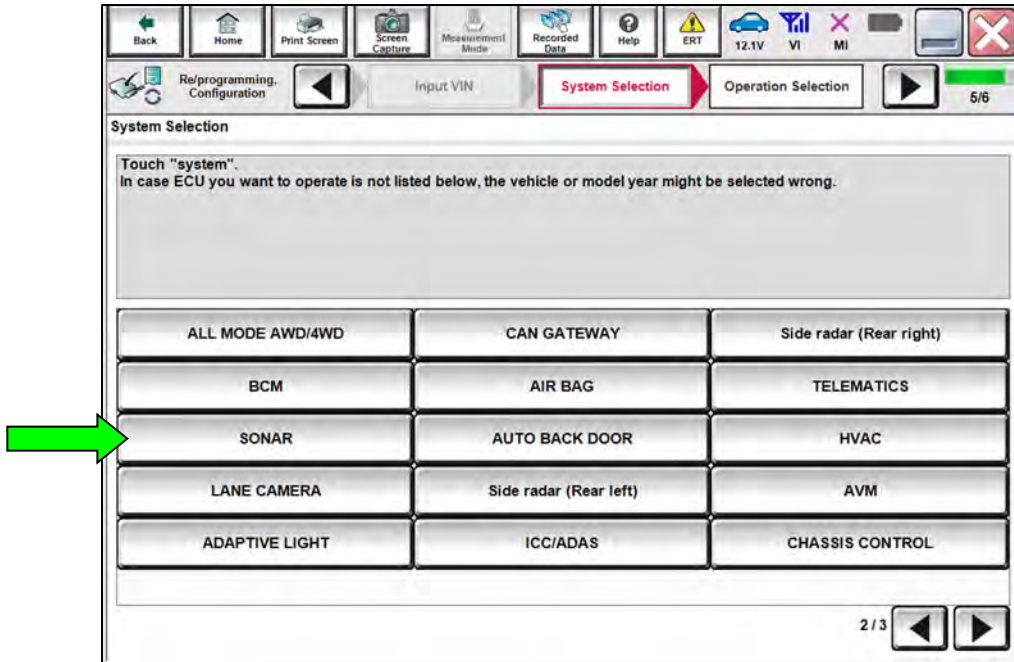 Back
Home
Print Screen
Screen
Capture
Measurement
Mode
Recorded
Data
Help
ERT
12.1V
VI
MI
Re/programming,
Configuration
Input VIN
System Selection
Operation Selection
5/6
System Selection
Touch "system".
In case ECU you want to operate is not listed below, the vehicle or model year might be selected wrong.
ALL MODE AWD/4WD
CAN GATEWAY
Side radar (Rear right)
BCM
AIR BAG
TELEMATICS
SONAR
AUTO BACK DOOR
HVAC
LANE CAMERA
Side radar (Rear left)
AVM
ADAPTIVE LIGHT
ICC/ADAS
CHASSIS CONTROL
2/3